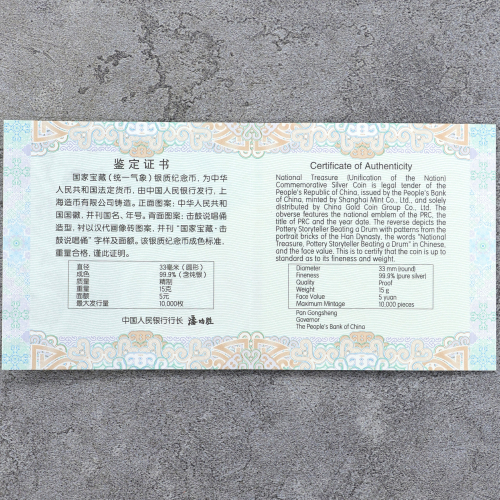 鉴定证书
国家宝藏(统一气象)银质纪念币,为中华
人民共和国法定货币,由中国人民银行发行,上
海造币有限公司铸造。正面图案:中华人民共和
国国徽,并刊国名、年号。背面图案:击鼓说唱俑
造型,衬以汉代画像砖图案,并刊“国家宝藏·击
鼓说唱俑”字样及面额。该银质纪念币成色标准,
重量合格,谨此证明。
直径 33毫米(圆形)
成色 99.9%(含纯银)
质量 精制
重量 15克
面额 5元
最大发行量 10,000枚
中国人民银行行长 潘功胜
Certificate of Authenticity
National Treasure (Unification of the Nation)
Commemorative Silver Coin is legal tender of the
People's Republic of China, issued by the People's
Bank of China, minted by Shanghai Mint Co., Ltd., and solely
distributed by China Gold Coin Group Co., Ltd. The
obverse features the national emblem of the PRC, the
title of the PRC and the year date. The reverse depicts the
Pottery Storyteller Beating a Drum with patterns from the
portrait bricks of the Han Dynasty, the words "National
Treasure, Pottery Storyteller Beating a Drum" in Chinese,
and the face value. This is to certify that the coin is up to
standard as to its fineness and weight.
Diameter 33 mm (round)
Fineness 99.9% (pure silver)
Quality Proof
Weight 15 g
Face Value 5 yuan
Maximum Mintage 10,000 pieces
Pan Gongsheng
Governor
The People's Bank of China